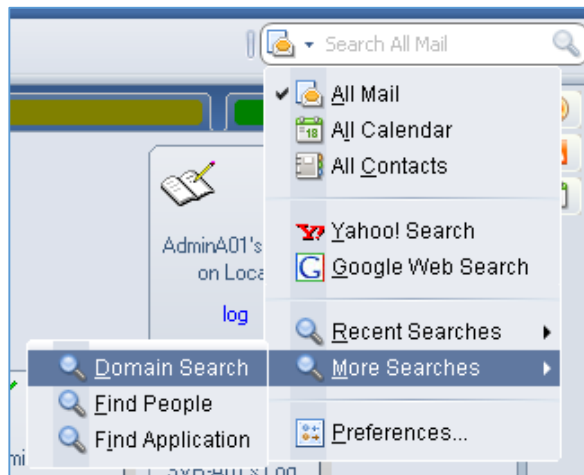 Search All Mail
All Mail
All Calendar
All Contacts
Yahoo! Search
Google Web Search
Recent Searches
More Searches
Preferences...
AdminA01's
on Loca
log
Domain Search
Find People
Find Application
18